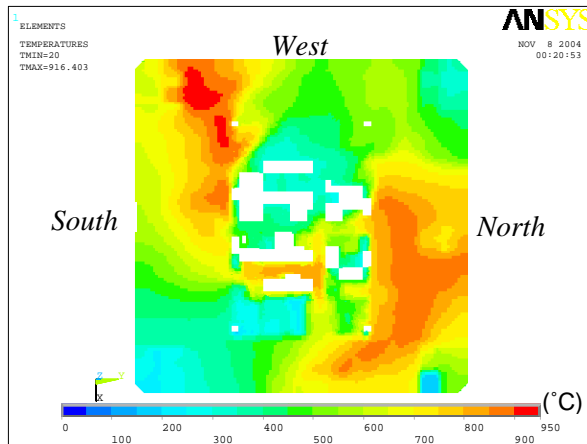 1
ELEMENTS
ANSYS
TEMPERATURES
TMIN=20
TMAX=916.403
NOV 8 2004
00:20:53
West
South
North
Z Y
X
(°C)
0 200 400 600 800 950
100 300 500 700 900